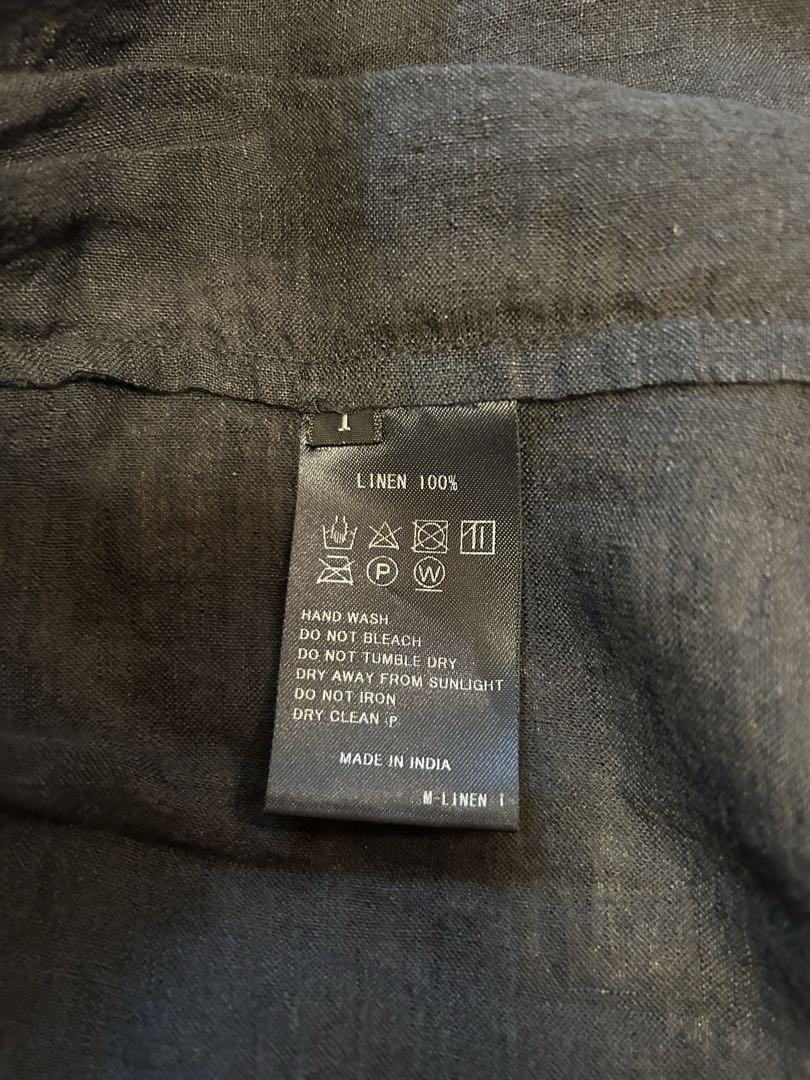 1
LINEN 100%
P W
HAND WASH
DO NOT BLEACH
DO NOT TUMBLE DRY
DRY AWAY FROM SUNLIGHT
DO NOT IRON
DRY CLEAN :P
MADE IN INDIA
M-LINEN 1